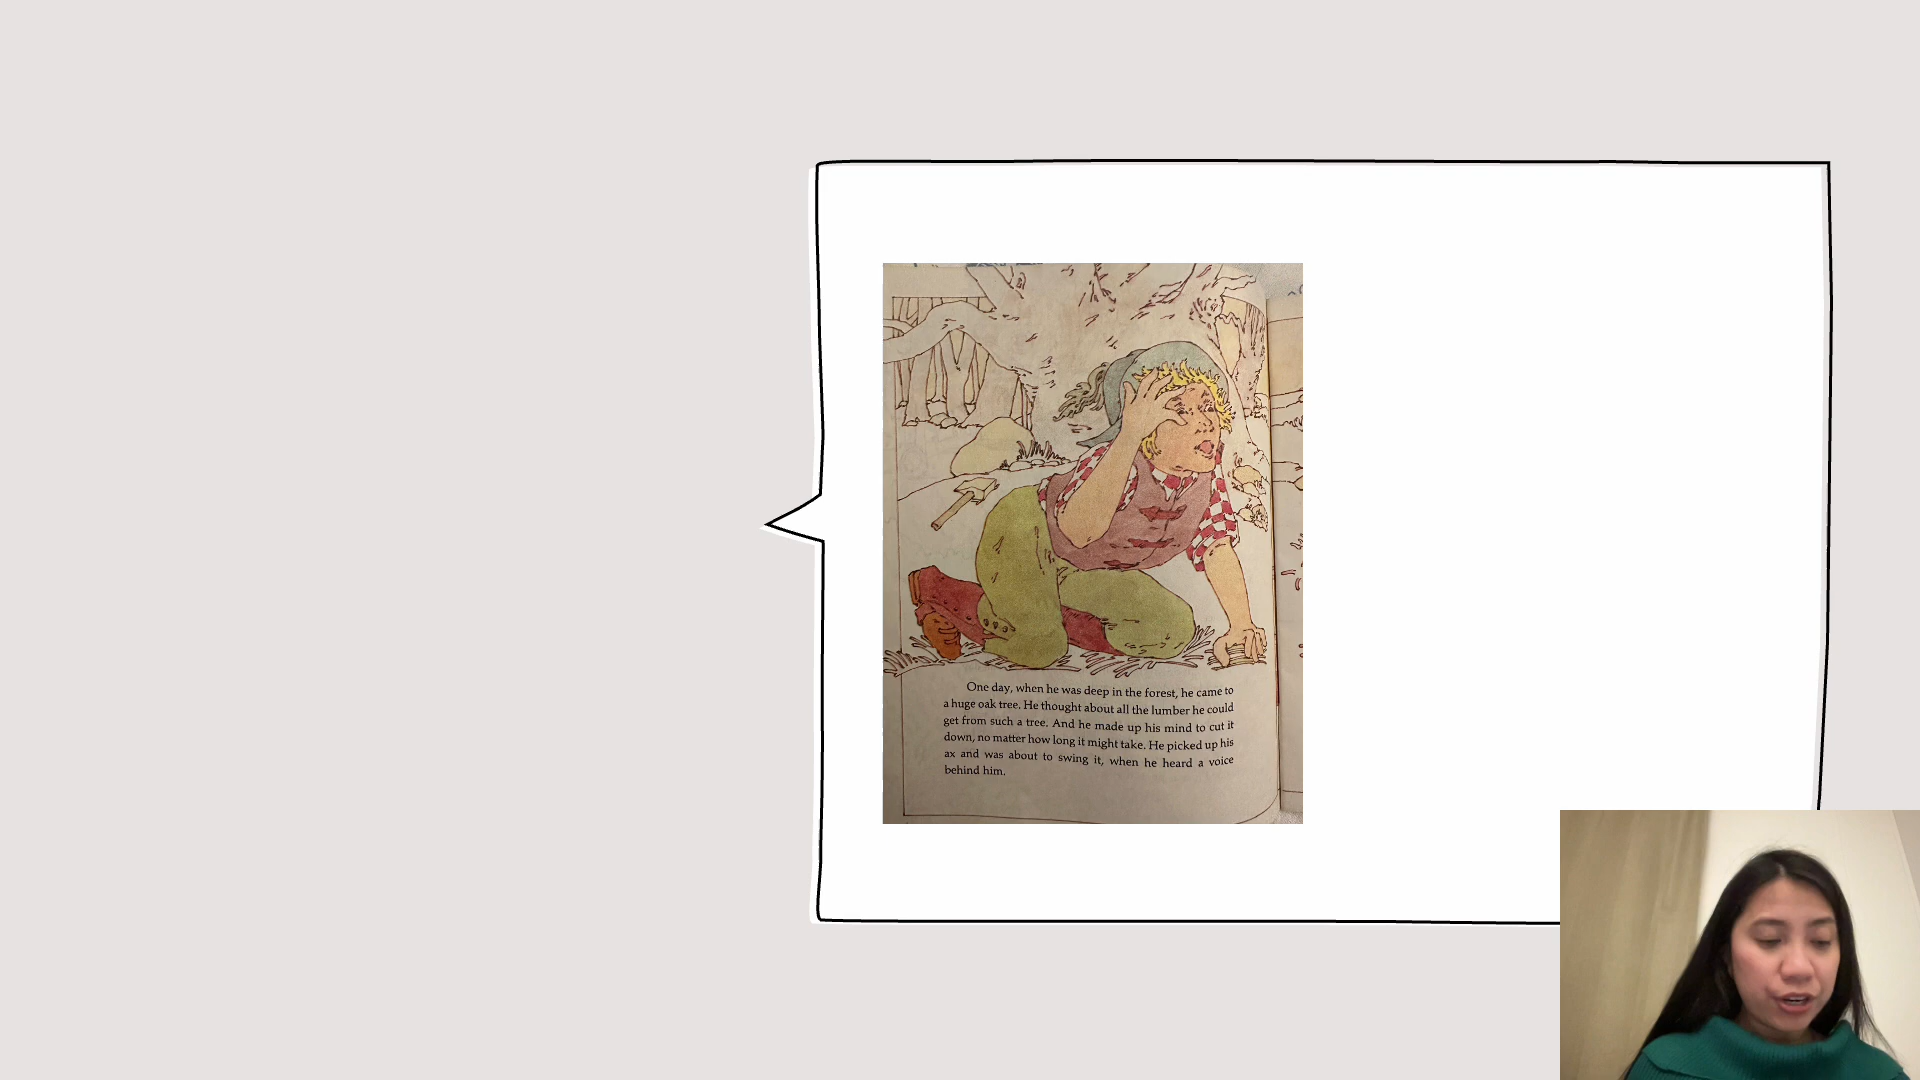 One day, when he was deep in the forest, he came to
a huge oak tree. He thought about all the lumber he could
get from such a tree. And he made up his mind to cut it
down, no matter how long it might take. He picked up his
ax and was about to swing it, when he heard a voice
behind him.